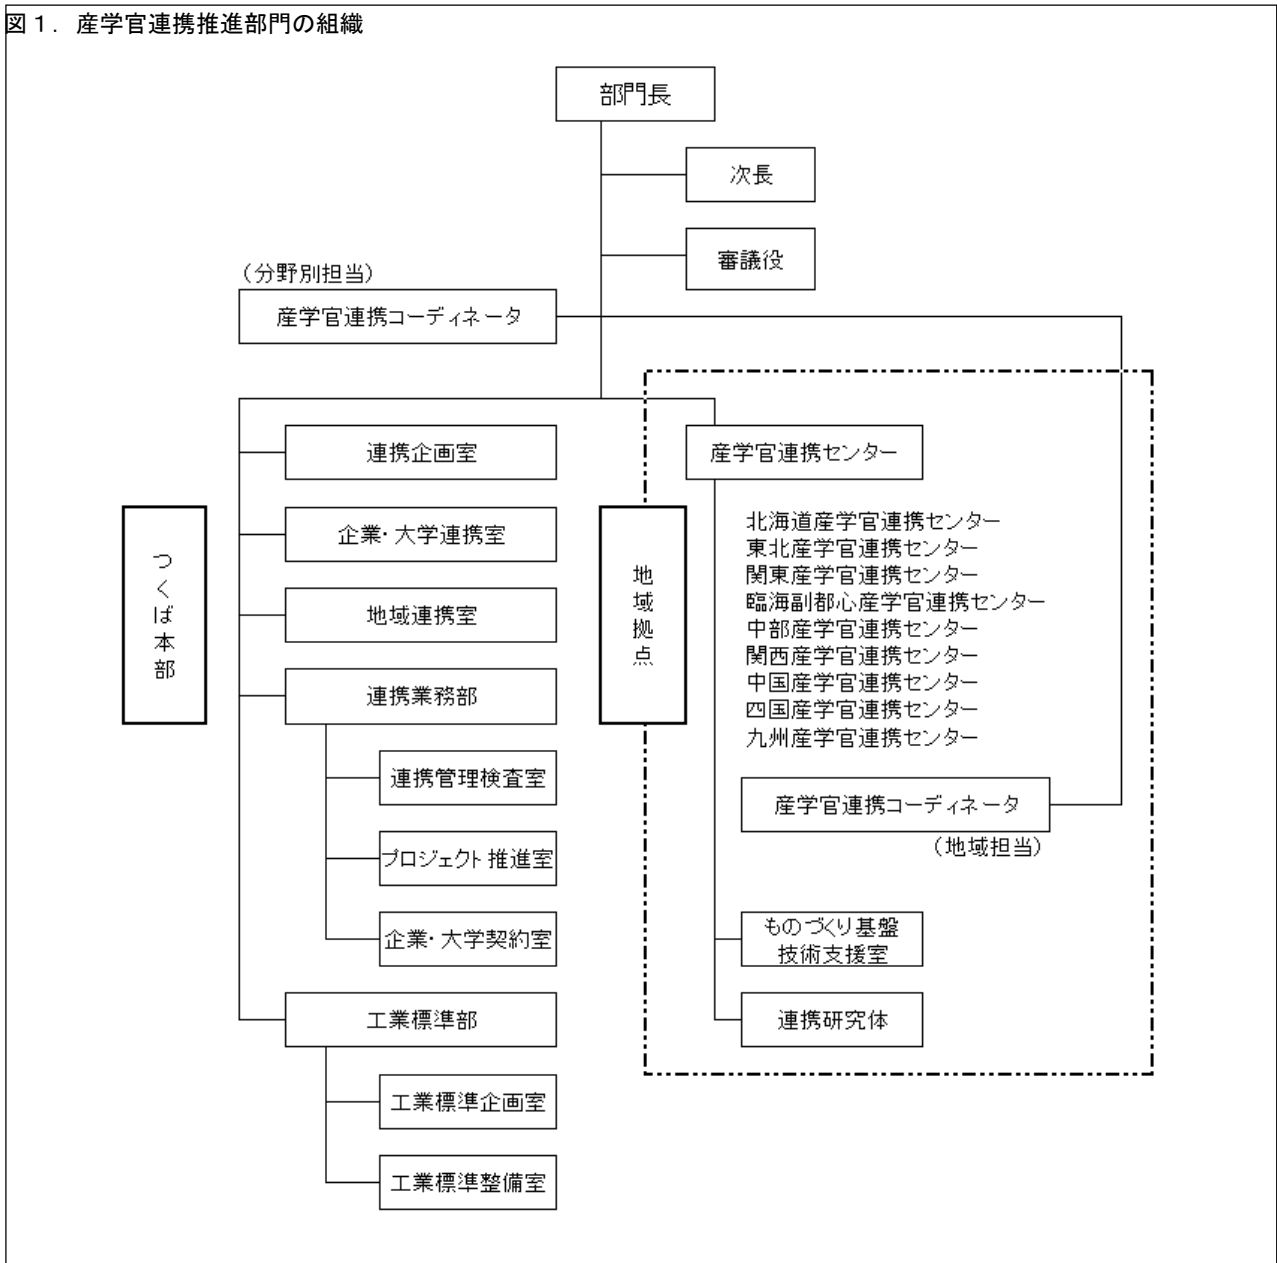 図１．産学官連携推進部門の組織
部門長
次長
審議役
（分野別担当）
産学官連携コーディネータ
つくば本部
連携企画室
企業・大学連携室
地域連携室
連携業務部
連携管理検査室
プロジェクト推進室
企業・大学契約室
工業標準部
工業標準企画室
工業標準整備室
地域拠点
産学官連携センター
北海道産学官連携センター
東北産学官連携センター
関東産学官連携センター
臨海副都心産学官連携センター
中部産学官連携センター
関西産学官連携センター
中国産学官連携センター
四国産学官連携センター
九州産学官連携センター
産学官連携コーディネータ
（地域担当）
ものづくり基盤
技術支援室
連携研究体